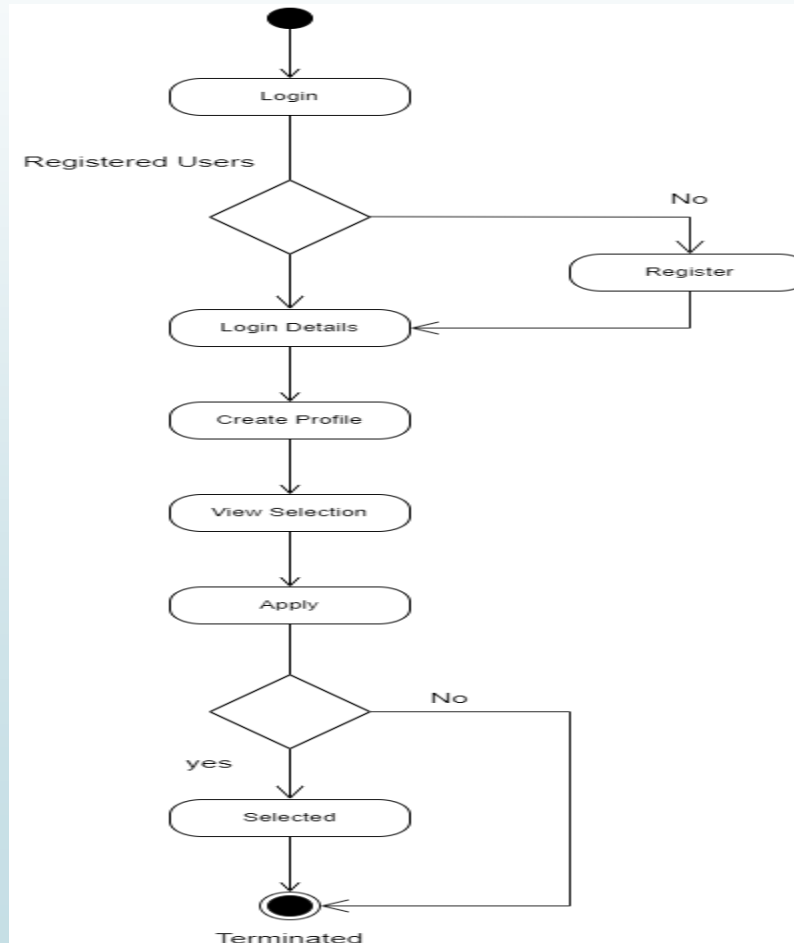 Login
Registered Users
No
Register
Login Details
Create Profile
View Selection
Apply
No
yes
Selected
Terminated